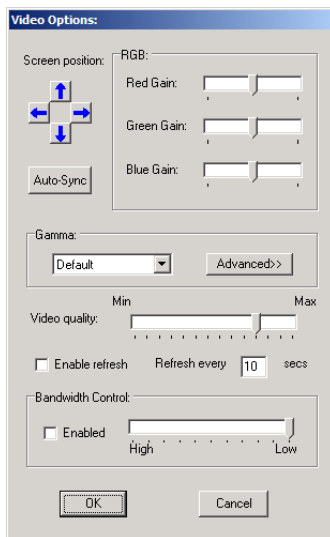 Video Options:
Screen position:
RGB:
Red Gain:
Green Gain:
Blue Gain:
Auto-Sync
Gamma:
Default
Advanced>>
Min Max
Video quality:
Enable refresh Refresh every 10 secs
Bandwidth Control:
Enabled
High Low
OK Cancel